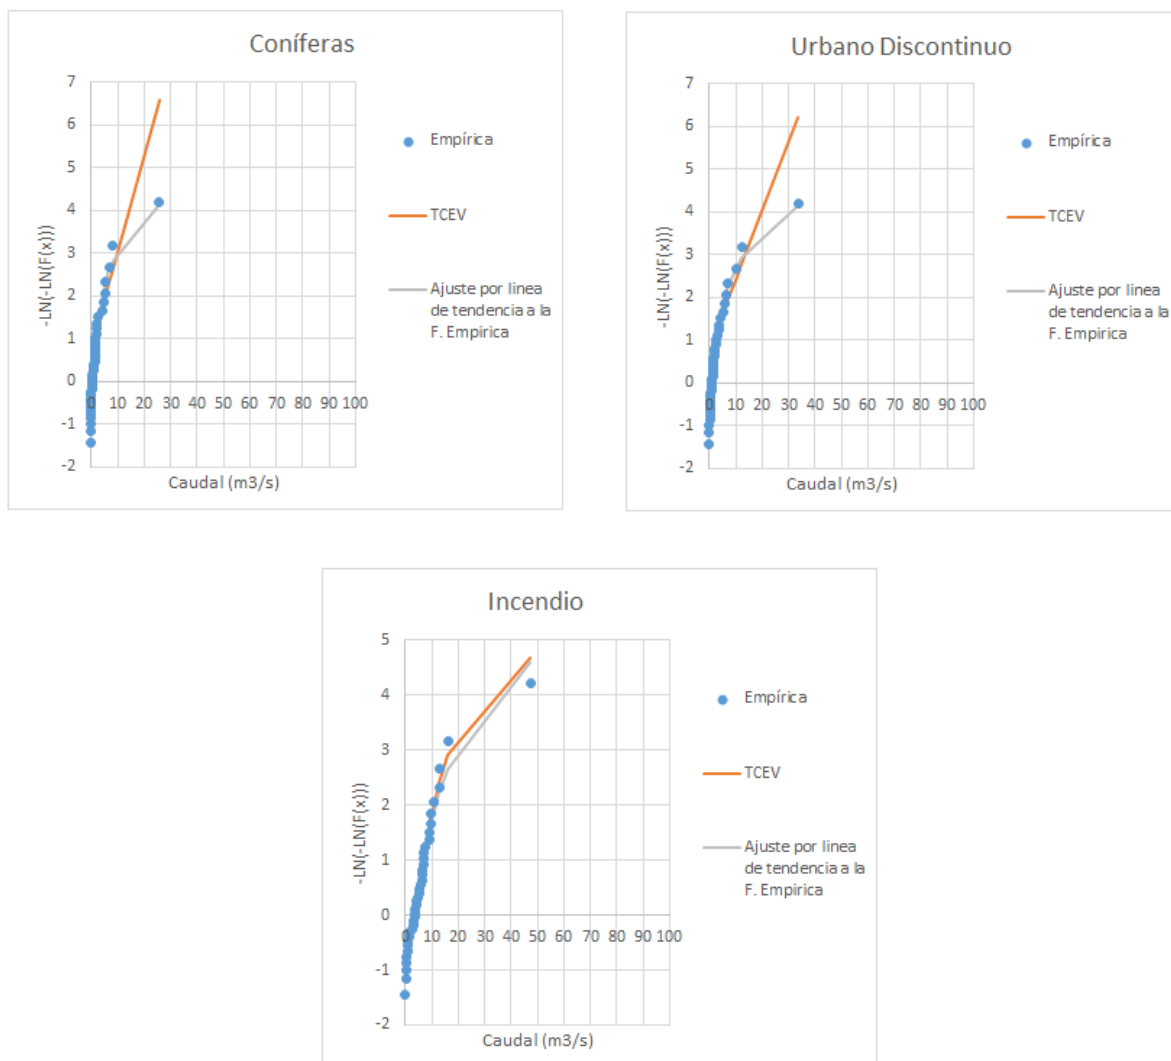 Coníferas
7
6
5
4
3
2
1
0
-1
-2
-LN(-LN(F(x)))
0 10 20 30 40 50 60 70 80 90 100
Caudal (m3/s)
Empírica
TCEV
Ajuste por linea
de tendencia a la
F. Empirica
Urbano Discontinuo
7
6
5
4
3
2
1
0
-1
-2
-LN(-LN(F(x)))
0 10 20 30 40 50 60 70 80 90 100
Caudal (m3/s)
Empírica
TCEV
Ajuste por linea
de tendencia a la
F. Empirica
Incendio
5
4
3
2
1
0
-1
-2
-LN(-LN(F(x)))
0 10 20 30 40 50 60 70 80 90 100
Caudal (m3/s)
Empírica
TCEV
Ajuste por linea
de tendencia a la
F. Empirica